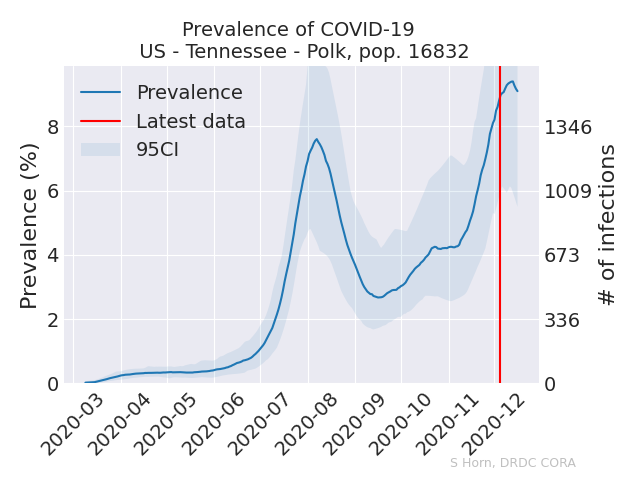 Prevalence of COVID-19
US - Tennessee - Polk, pop. 16832
Prevalence
Latest data
95CI
Prevalence (%)
8
6
4
2
0
1346
1009
673
336
0
# of infections
2020-03
2020-04
2020-05
2020-06
2020-07
2020-08
2020-09
2020-10
2020-11
2020-12
S Horn, DRDC CORA